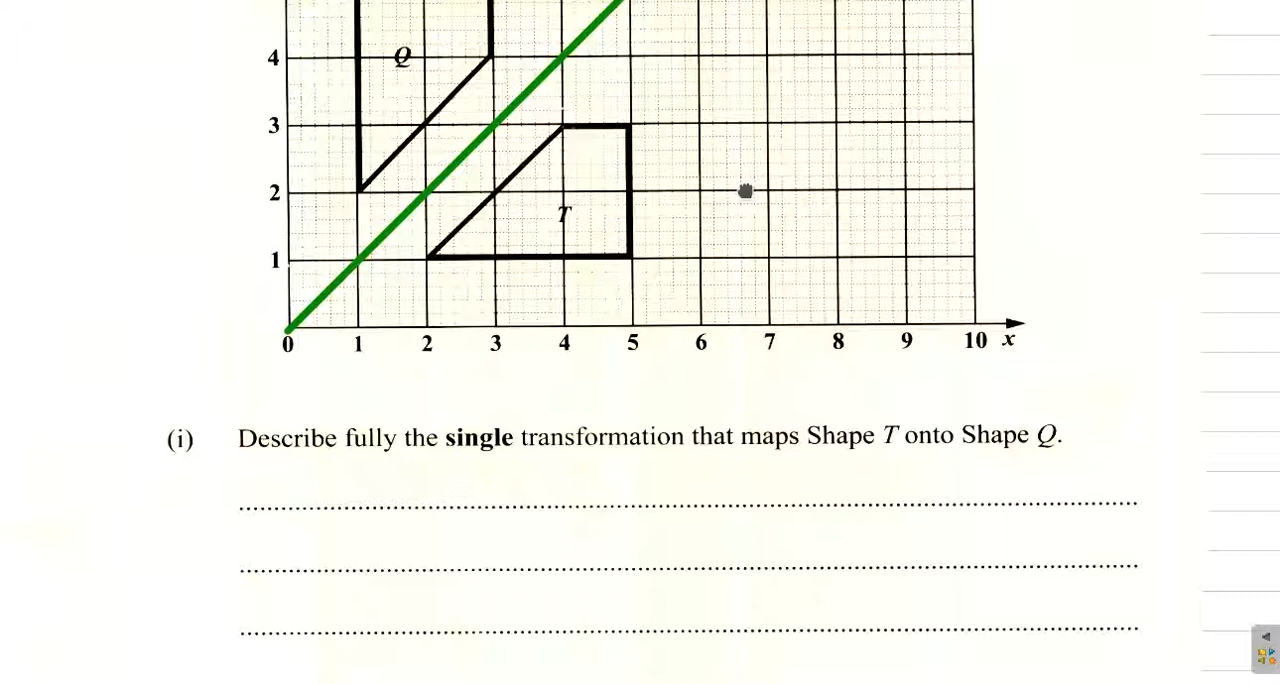 4
Q
3
2
T
1
0 1 2 3 4 5 6 7 8 9 10 x
(i) Describe fully the single transformation that maps Shape T onto Shape Q.